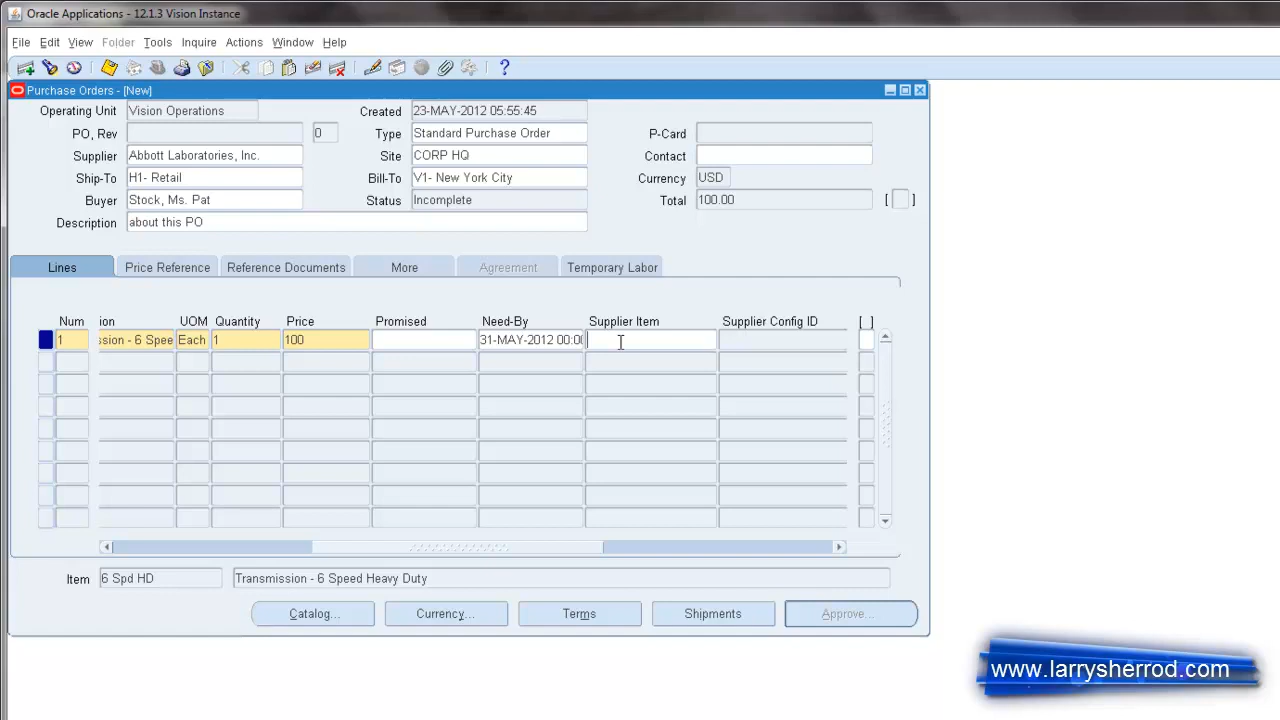 Oracle Applications - 12.1.3 Vision Instance
File Edit View Folder Tools Inquire Actions Window Help
Purchase Orders - [New]
Operating Unit Vision Operations Created 23-MAY-2012 05:55:45
PO, Rev 0 Type Standard Purchase Order P-Card
Supplier Abbott Laboratories, Inc. Site CORP HQ Contact
Ship-To H1- Retail Bill-To V1- New York City Currency USD
Buyer Stock, Ms. Pat Status Incomplete Total 100.00 [ ]
Description about this PO
Lines Price Reference Reference Documents More Agreement Temporary Labor
Num ion UOM Quantity Price Promised Need-By Supplier Item Supplier Config ID [ ]
1 ssion - 6 Spee Each 1 100 31-MAY-2012 00:00
Item 6 Spd HD Transmission - 6 Speed Heavy Duty
Catalog... Currency... Terms Shipments Approve...
www.larrysherrod.com